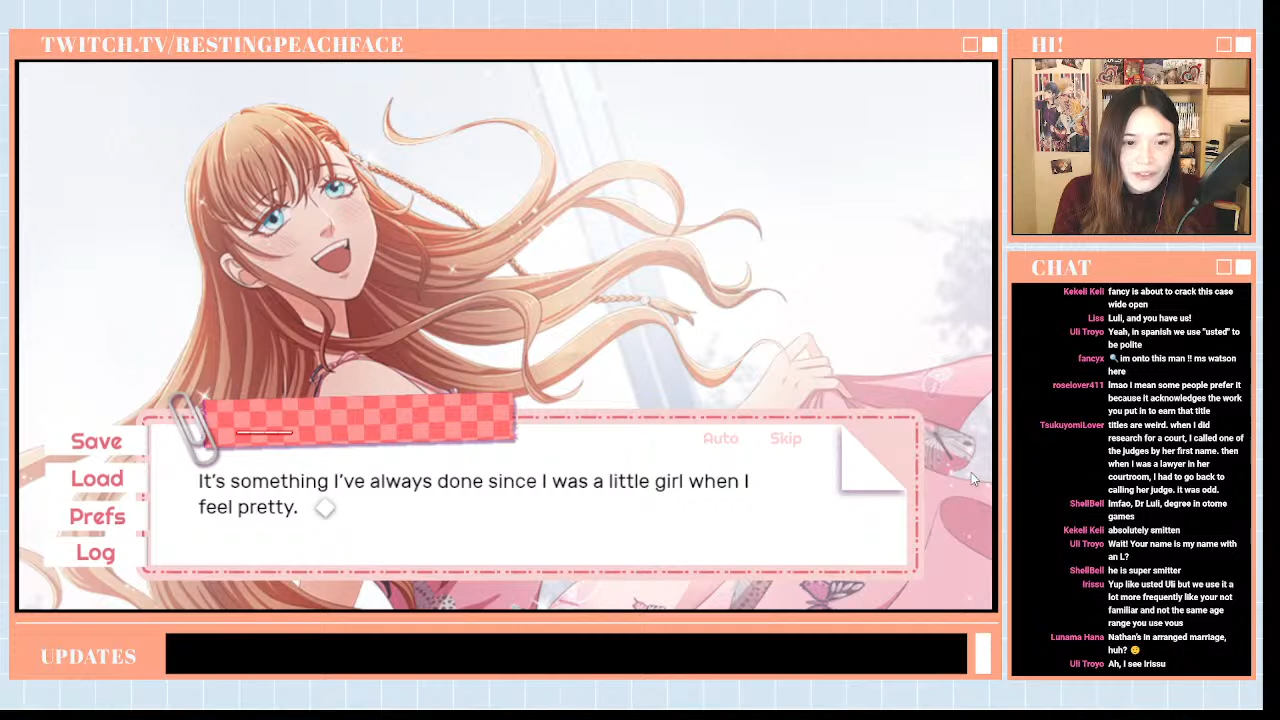 TWITCH.TV/RESTINGPEACHFACE
HI!
Save
Load
Prefs
Log
Auto
Skip
It's something I've always done since I was a little girl when I
feel pretty.
UPDATES
CHAT
Kekeli Keli fancy is about to crack this case
wide open
Liss Luli, and you have us!
Uli Troyo Yeah, in spanish we use "usted" to
be polite
fancyx 🔍im onto this man !! ms watson
here
roselover411 lmao I mean some people prefer it
because it acknowledges the work
you put in to earn that title
TsukuyomiLover titles are weird. when I did
research for a court, I called one of
the judges by her first name. then
when I was a lawyer in her
courtroom, I had to go back to
calling her judge. it was odd.
ShellBell lmfao, Dr Luli, degree in otome
games
Kekeli Keli absolutely smitten
Uli Troyo Wait! Your name is my name with
an L?
ShellBell he is super smitter
Irissu Yup like usted Uli but we use it a
lot more frequently like your not
familiar and not the same age
range you use vous
Lunama Hana Nathan's in arranged marriage,
huh?
Uli Troyo Ah, I see Irissu